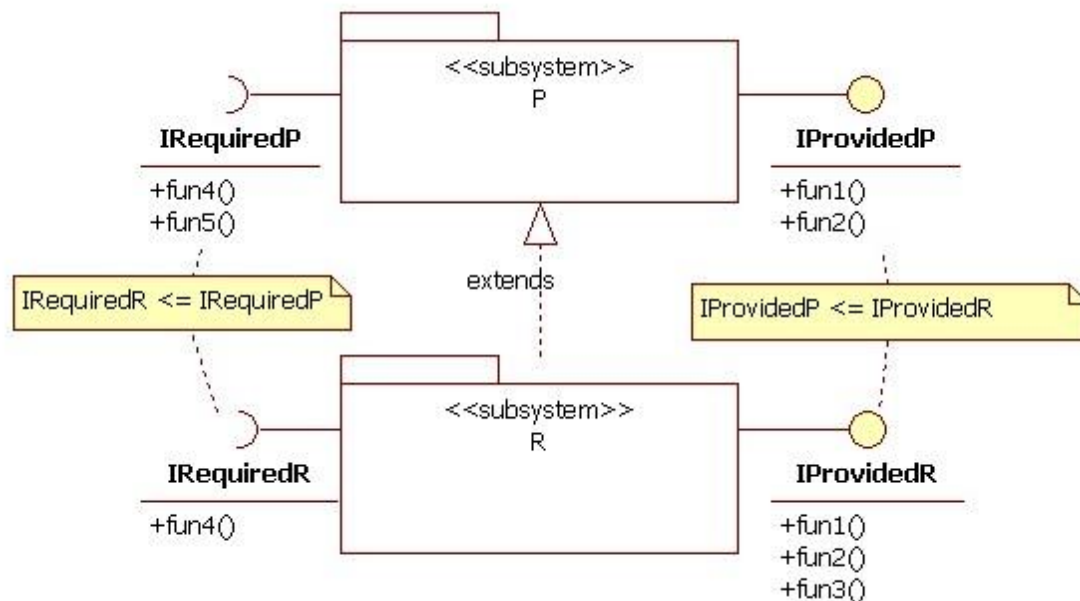 <<subsystem>>
P
IRequiredP
+fun4()
+fun5()
IProvidedP
+fun1()
+fun2()
extends
IRequiredR <= IRequiredP
IProvidedP <= IProvidedR
<<subsystem>>
R
IRequiredR
+fun4()
IProvidedR
+fun1()
+fun2()
+fun3()